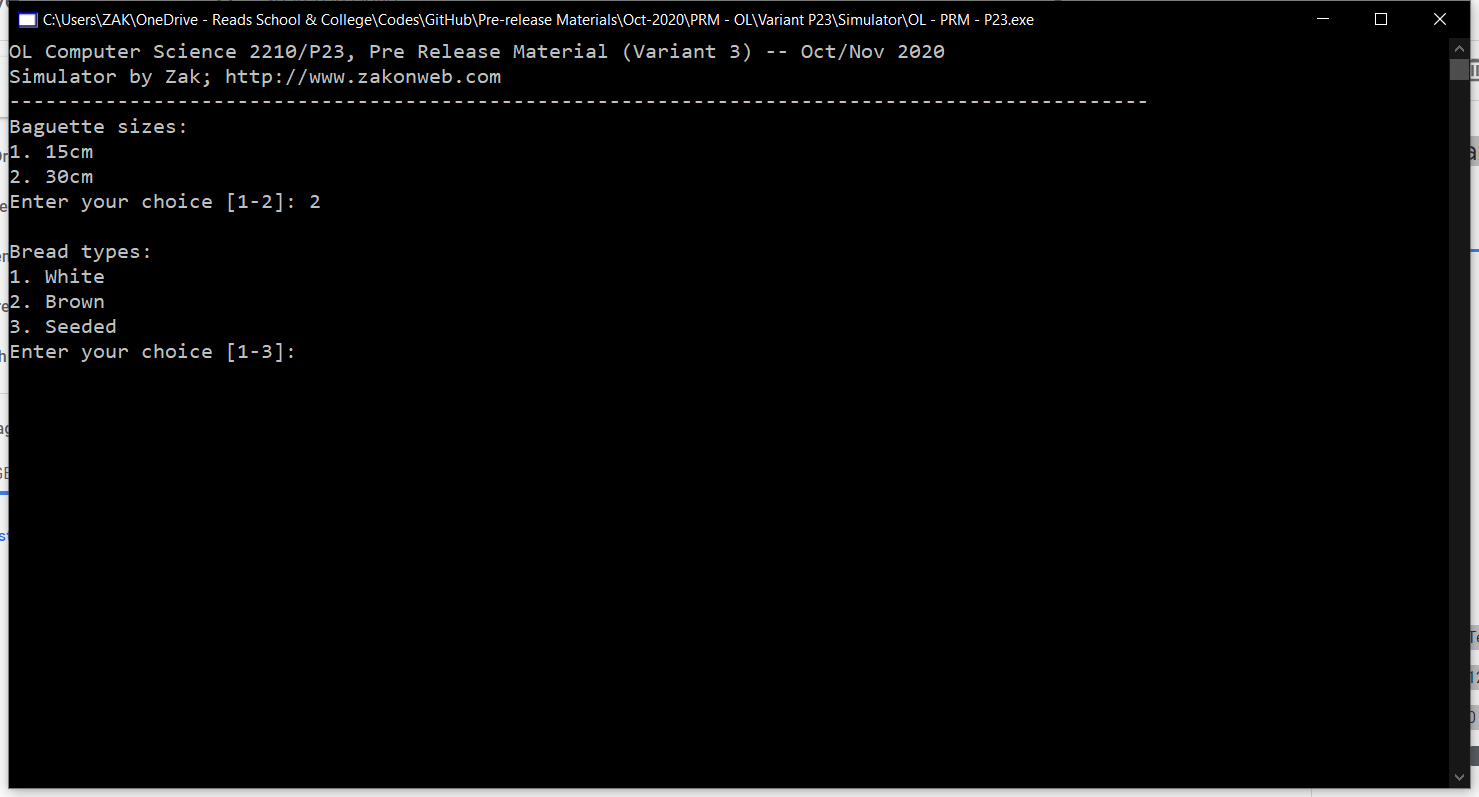 C:\Users\ZAK\OneDrive - Reads School & College\Codes\GitHub\Pre-release Materials\Oct-2020\PRM - OL\Variant P23\Simulator\OL - PRM - P23.exe
OL Computer Science 2210/P23, Pre Release Material (Variant 3) -- Oct/Nov 2020
Simulator by Zak; http://www.zakonweb.com
-----------------------------------------------------------------------------------------------
Baguette sizes:
1. 15cm
2. 30cm
Enter your choice [1-2]: 2
Bread types:
1. White
2. Brown
3. Seeded
Enter your choice [1-3]: